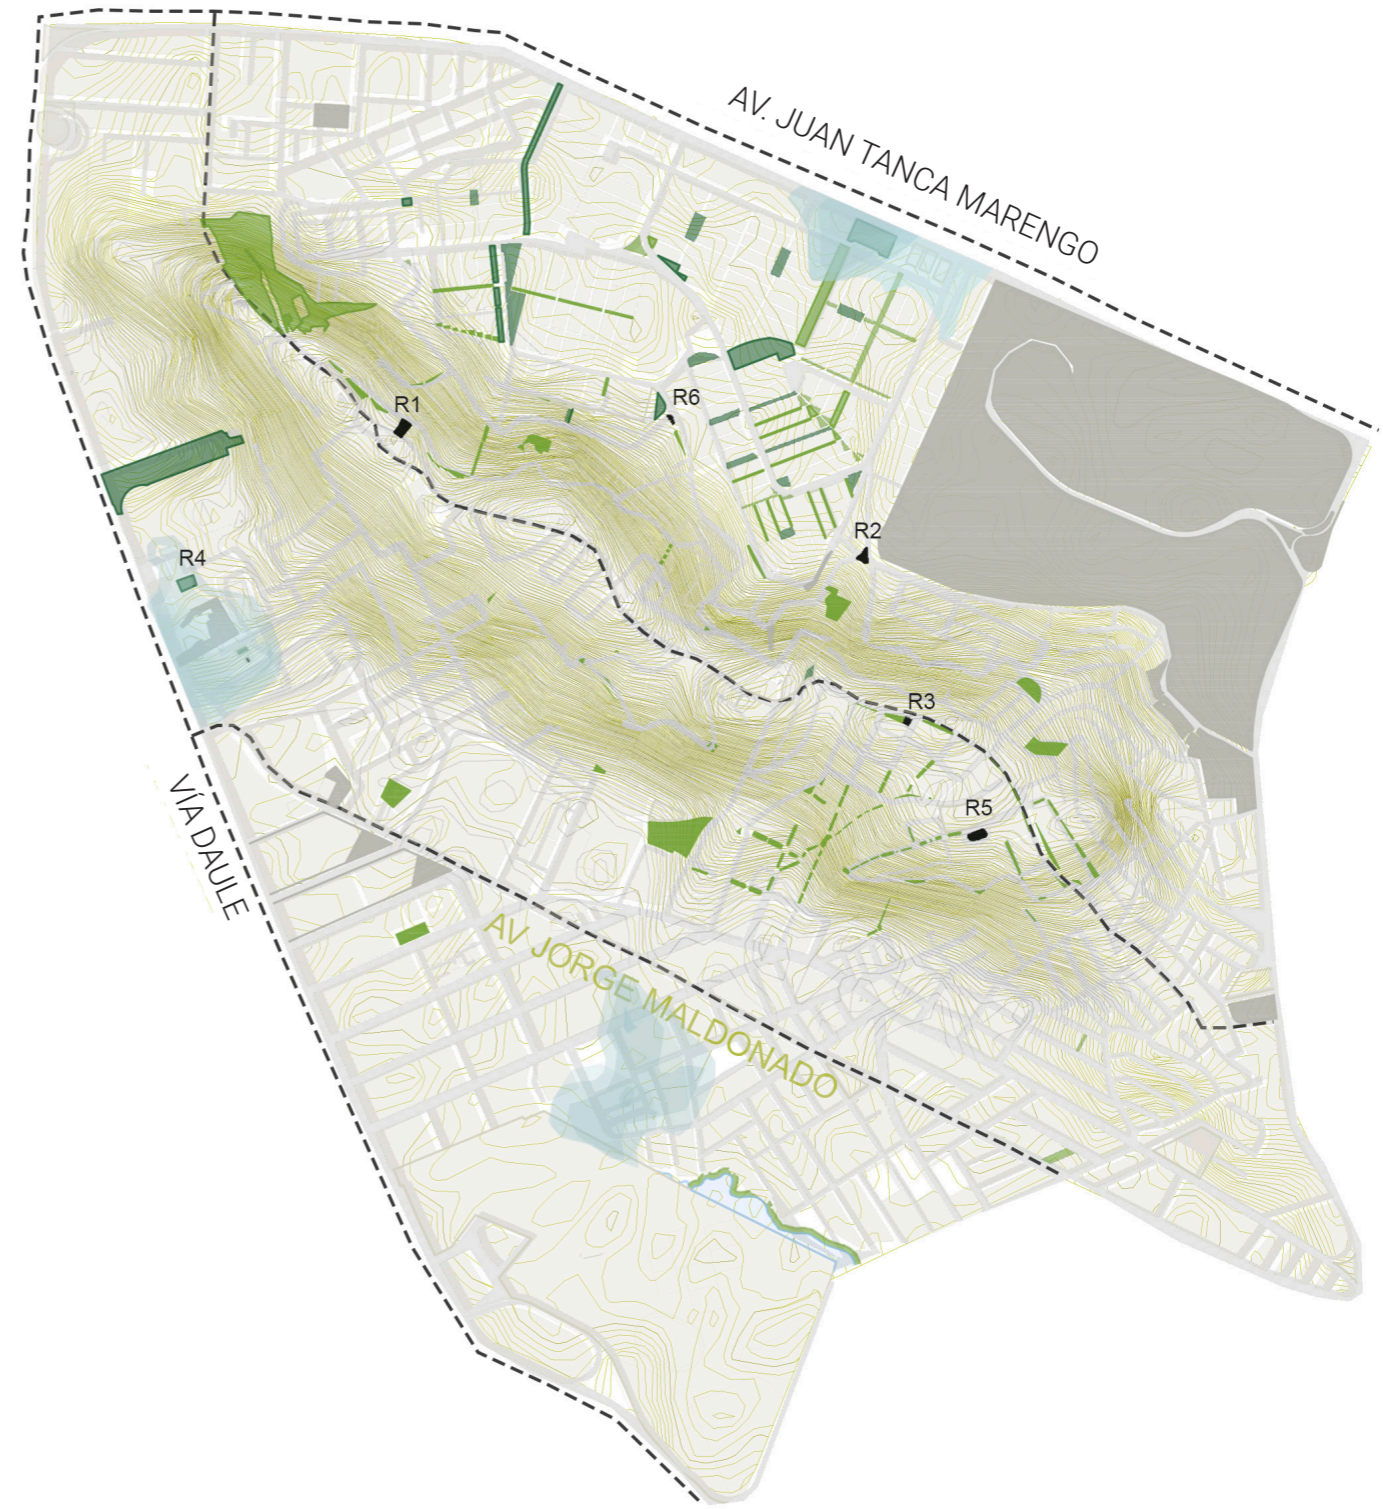 AV. JUAN TANCA MARENGO
R1
R6
R2
R4
R3
R5
VÍA DAULE
AV JORGE MALDONADO